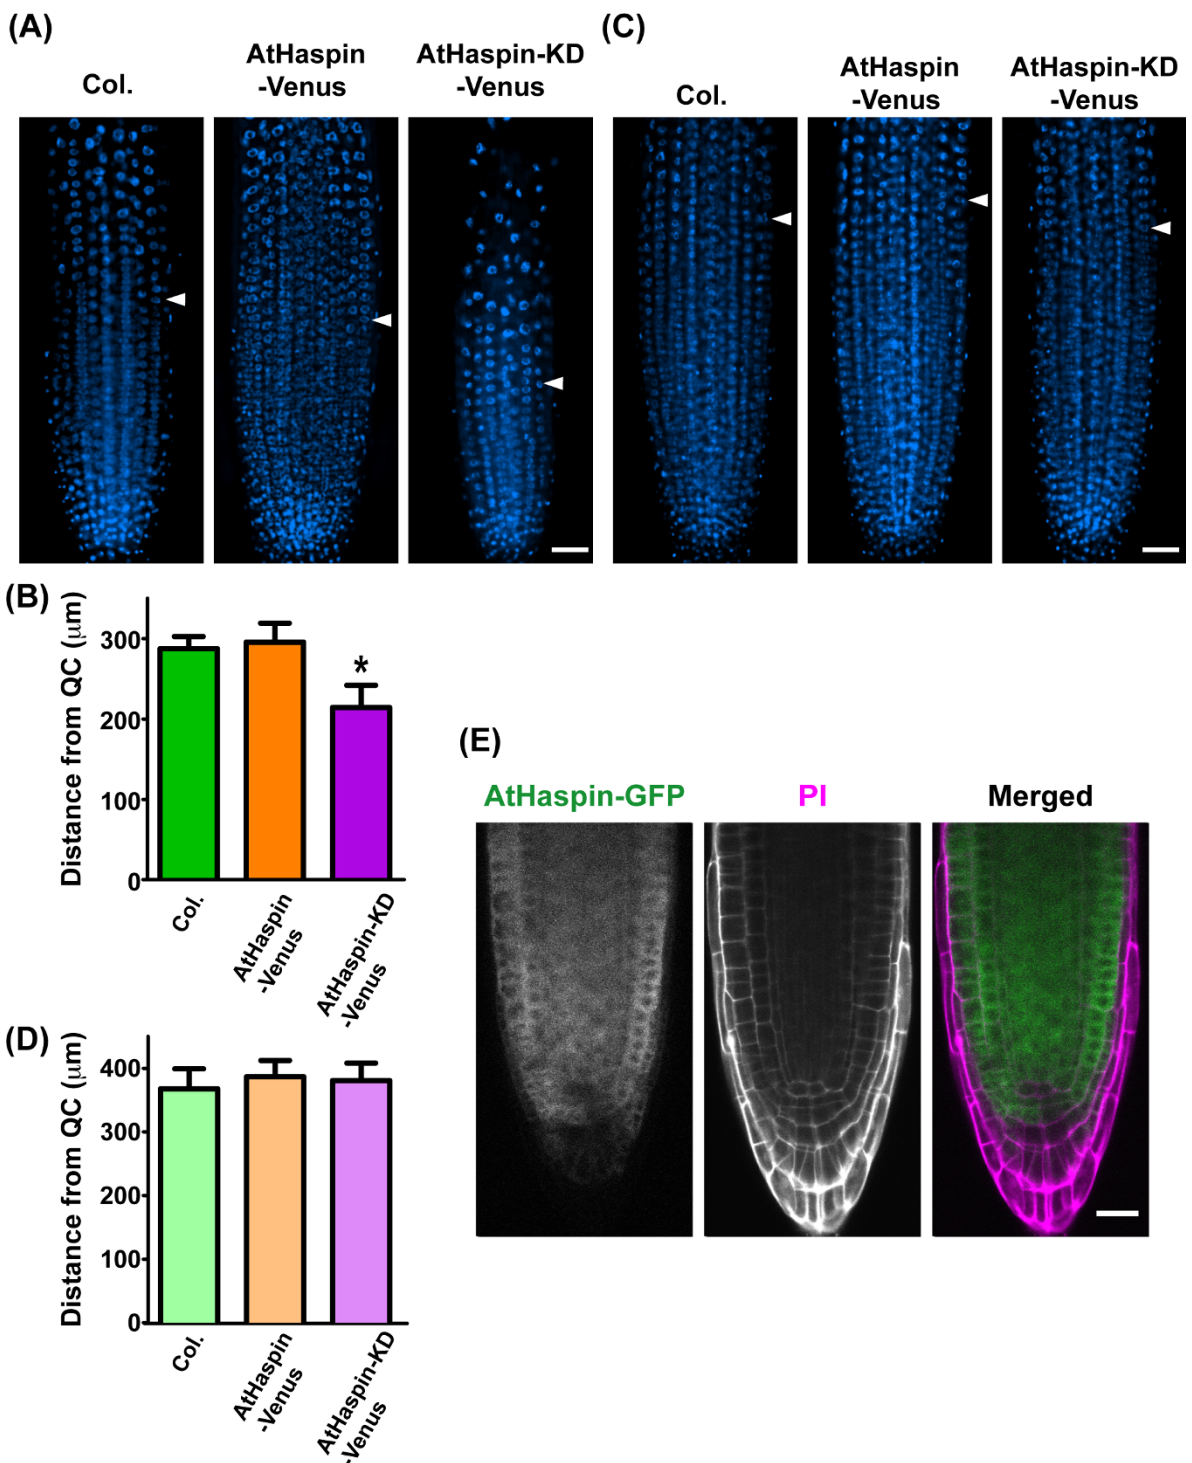 (A)
Col.
AtHaspin
-Venus
AtHaspin-KD
-Venus
(C)
Col.
AtHaspin
-Venus
AtHaspin-KD
-Venus
(B)
Distance from QC (μm)
300
200
100
0
*
Col.
AtHaspin
-Venus
AtHaspin-KD
-Venus
(D)
Distance from QC (μm)
400
300
200
100
0
Col.
AtHaspin
-Venus
AtHaspin-KD
-Venus
(E)
AtHaspin-GFP
PI
Merged